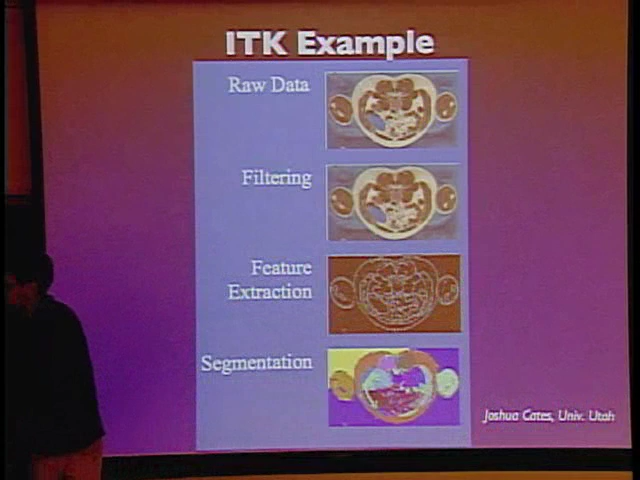 ITK Example
Raw Data
Filtering
Feature
Extraction
Segmentation
Joshua Cates, Univ. Utah